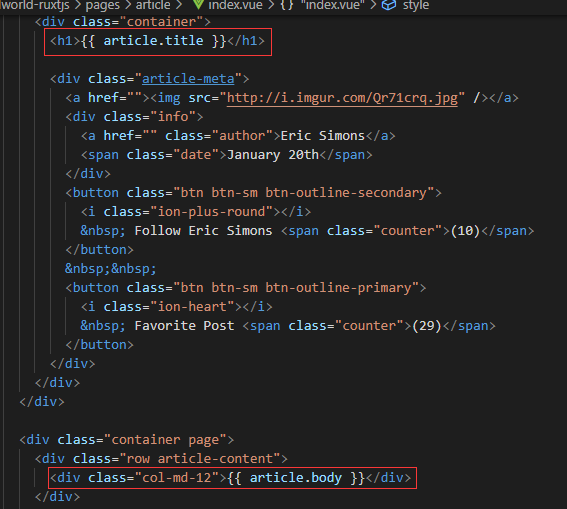 world-ruxtjs > pages > article > index.vue > {} "index.vue" > style
<div class="container">
<h1>{{ article.title }}</h1>
<div class="article-meta">
<a href=""><img src="http://i.imgur.com/Qr71crq.jpg" /></a>
<div class="info">
<a href="" class="author">Eric Simons</a>
<span class="date">January 20th</span>
</div>
<button class="btn btn-sm btn-outline-secondary">
<i class="ion-plus-round"></i>
&nbsp; Follow Eric Simons <span class="counter">(10)</span>
</button>
&nbsp;&nbsp;
<button class="btn btn-sm btn-outline-primary">
<i class="ion-heart"></i>
&nbsp; Favorite Post <span class="counter">(29)</span>
</button>
</div>
</div>
</div>
<div class="container page">
<div class="row article-content">
<div class="col-md-12">{{ article.body }}</div>
</div>